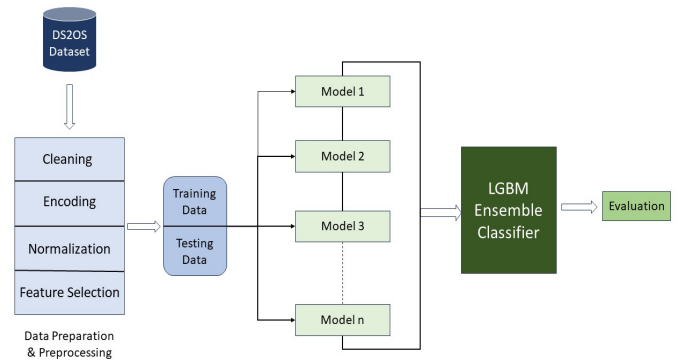 DS2OS
Dataset
Cleaning
Encoding
Normalization
Feature Selection
Data Preparation
& Preprocessing
Training
Data
Testing
Data
Model 1
Model 2
Model 3
Model n
LGBM
Ensemble
Classifier
Evaluation